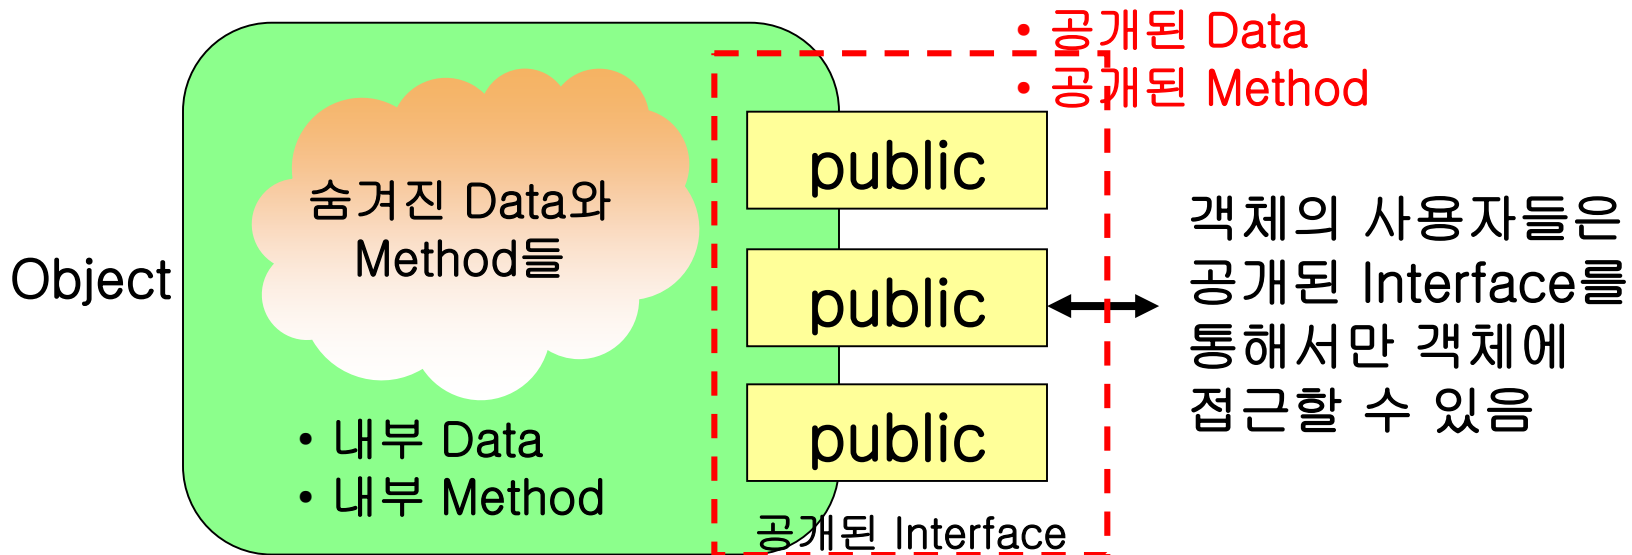 Object
숨겨진 Data와
Method들
• 내부 Data
• 내부 Method
• 공개된 Data
• 공개된 Method
public
public
public
공개된 Interface
객체의 사용자들은
공개된 Interface를
통해서만 객체에
접근할 수 있음